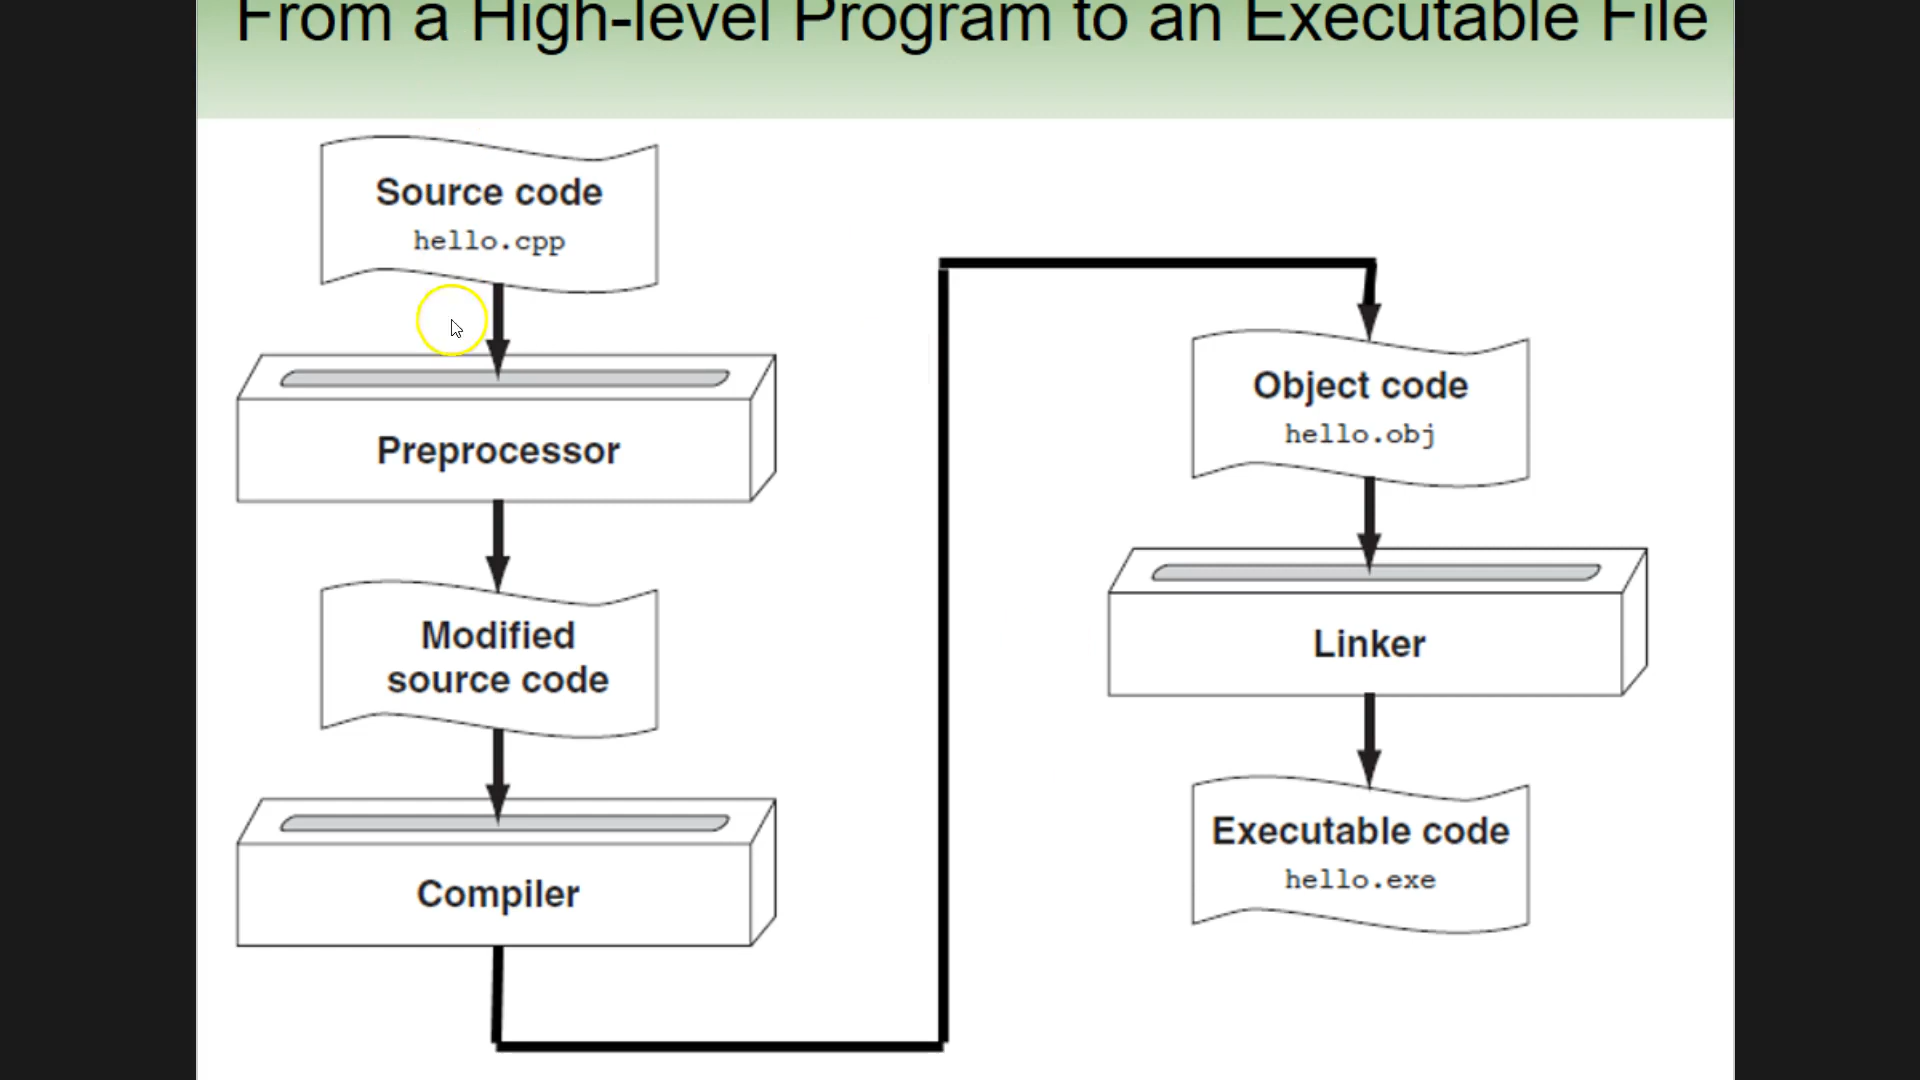 From a High-level Program to an Executable File
Source code
hello.cpp
Preprocessor
Modified
source code
Compiler
Object code
hello.obj
Linker
Executable code
hello.exe